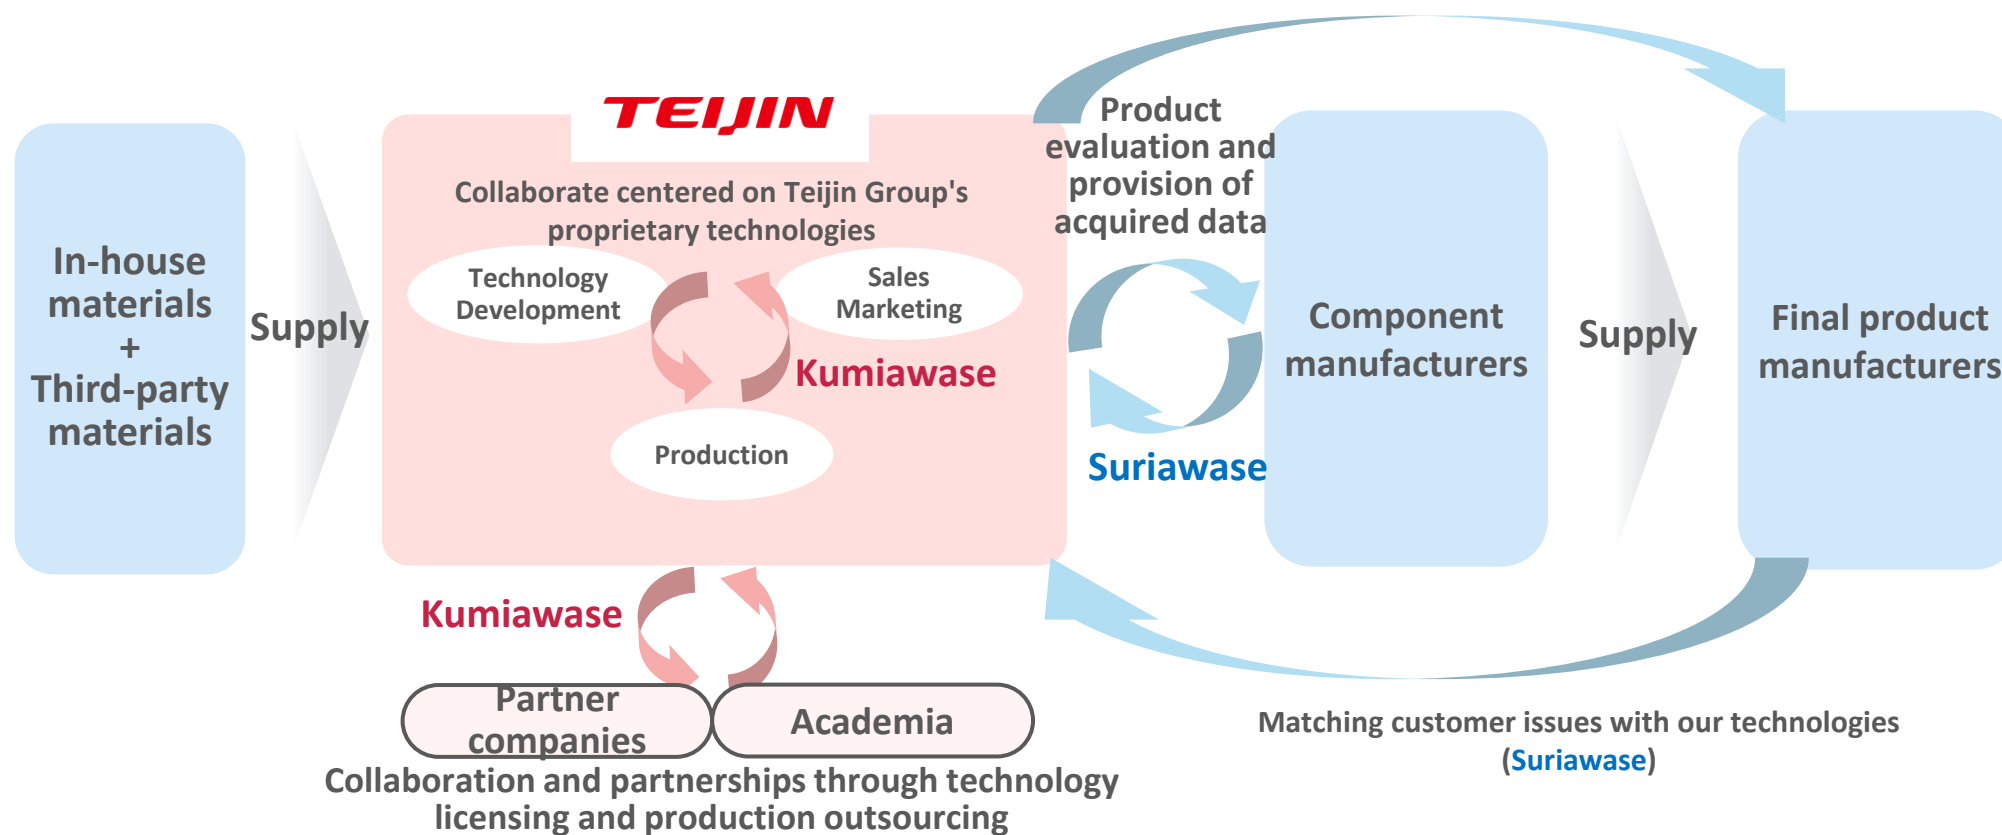 TEIJIN
In-house
materials
+
Third-party
materials
Supply
Collaborate centered on Teijin Group's
proprietary technologies
Technology
Development
Sales
Marketing
Kumiawase
Production
Product
evaluation and
provision of
acquired data
Suriawase
Component
manufacturers
Supply
Final product
manufacturers
Kumiawase
Partner
companies
Academia
Collaboration and partnerships through technology
licensing and production outsourcing
Matching customer issues with our technologies
(Suriawase)